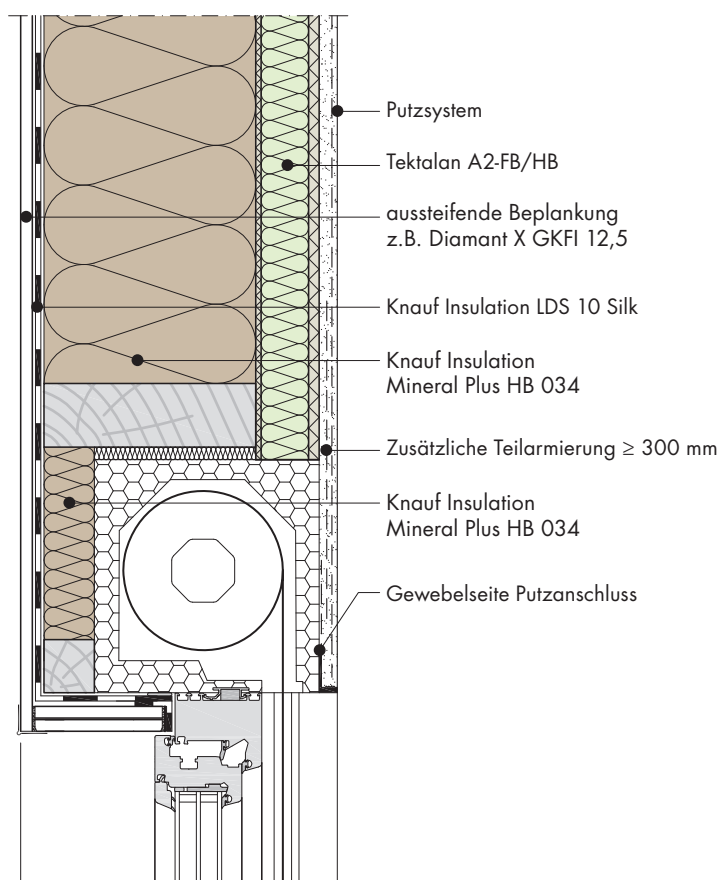 Putzsystem
Tektalan A2-FB/HB
aussteifende Beplankung
z.B. Diamant X GKFI 12,5
Knauf Insulation LDS 10 Silk
Knauf Insulation
Mineral Plus HB 034
Zusätzliche Teilarmierung ≥ 300 mm
Knauf Insulation
Mineral Plus HB 034
Gewebelseite Putzanschluss